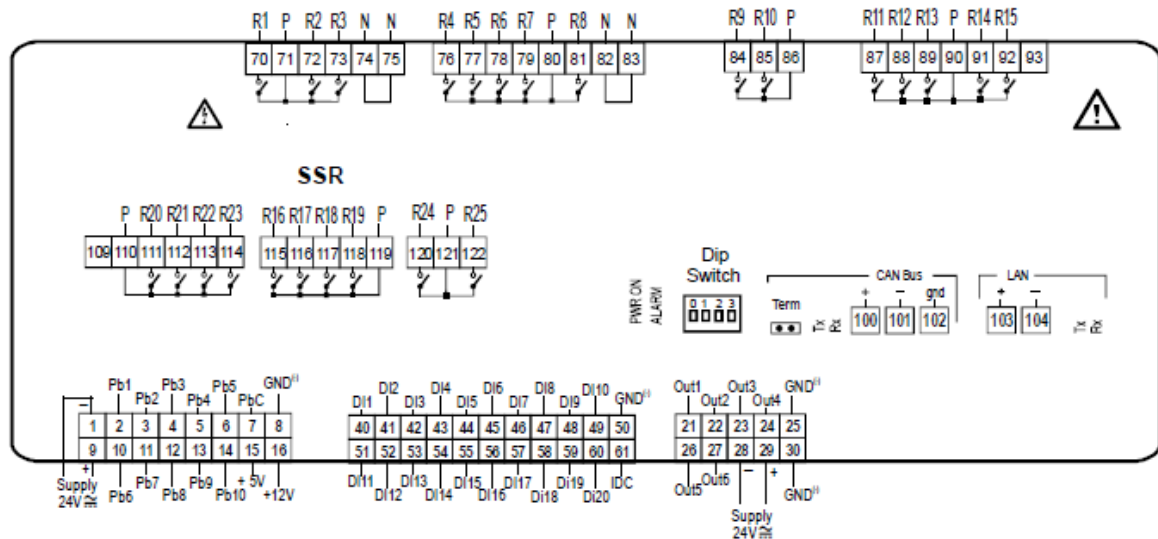 R1 P R2 R3 N N R4 R5 R6 R7 P R8 N N R9 R10 P R11 R12 R13 P R14 R15
70 71 72 73 74 75 76 77 78 79 80 81 82 83 84 85 86 87 88 89 90 91 92 93
SSR
P R20 R21 R22 R23 R16 R17 R18 R19 P R24 P R25
109 110 111 112 113 114 115 116 117 118 119 120 121 122
PWR ON
ALARM
Dip
Switch
0 1 2 3
Term
Tx
Rx
CAN Bus
+ − gnd
100 101 102
LAN
+ −
103 104
Tx
Rx
Pb1 Pb3 Pb5 GND(-)
Pb2 Pb4 PbC
− 1 2 3 4 5 6 7 8
+ 9 10 11 12 13 14 15 16
Pb7 Pb9 + 5V
Pb6 Pb8 Pb10 +12V
Supply
24V≅
DI2 DI4 DI6 DI8 DI10
DI1 DI3 DI5 DI7 DI9 GND(-)
40 41 42 43 44 45 46 47 48 49 50
51 52 53 54 55 56 57 58 59 60 61
DI11 DI13 DI15 DI17 Di19 IDC
DI12 DI14 DI16 Di18 Di20
Out1 Out3 GND(-)
Out2 Out4
21 22 23 24 25
26 27 28 29 30
Out5 Out6 − + GND(-)
Supply
24V≅